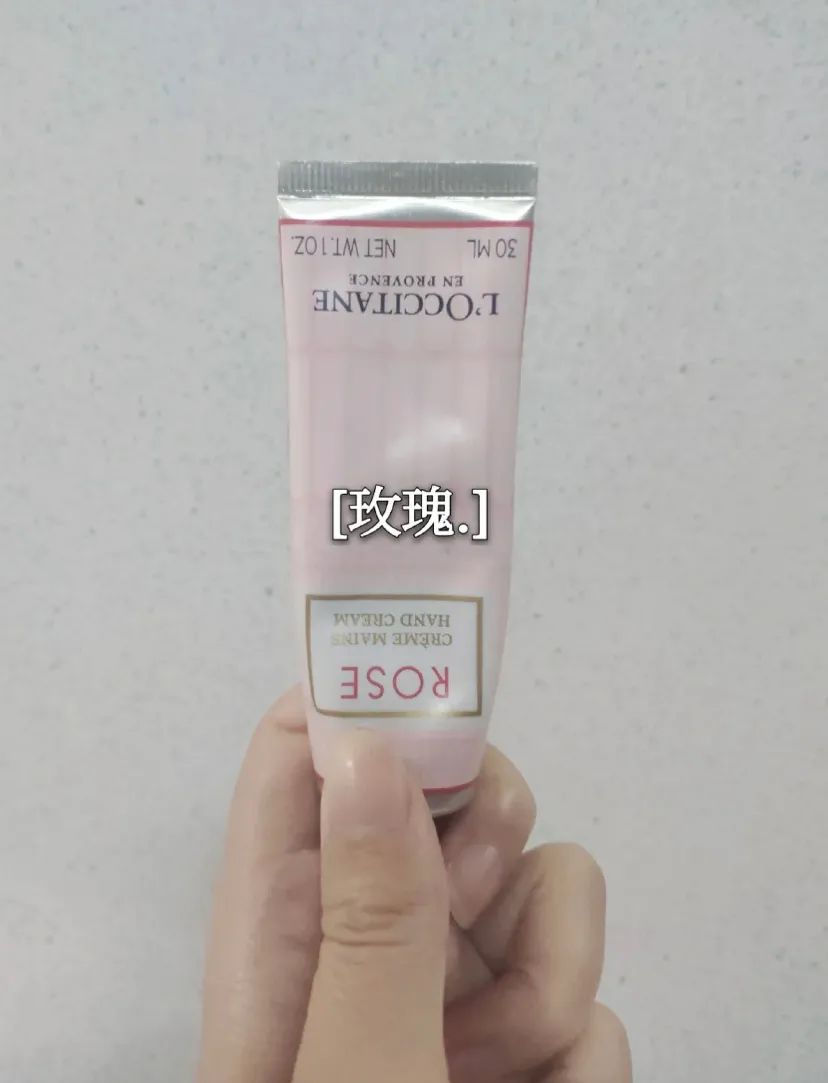 30 ML NET WT.1 OZ.
L'OCCITANE
EN PROVENCE
[玫瑰.]
ROSE
CRÈME MAINS
HAND CREAM